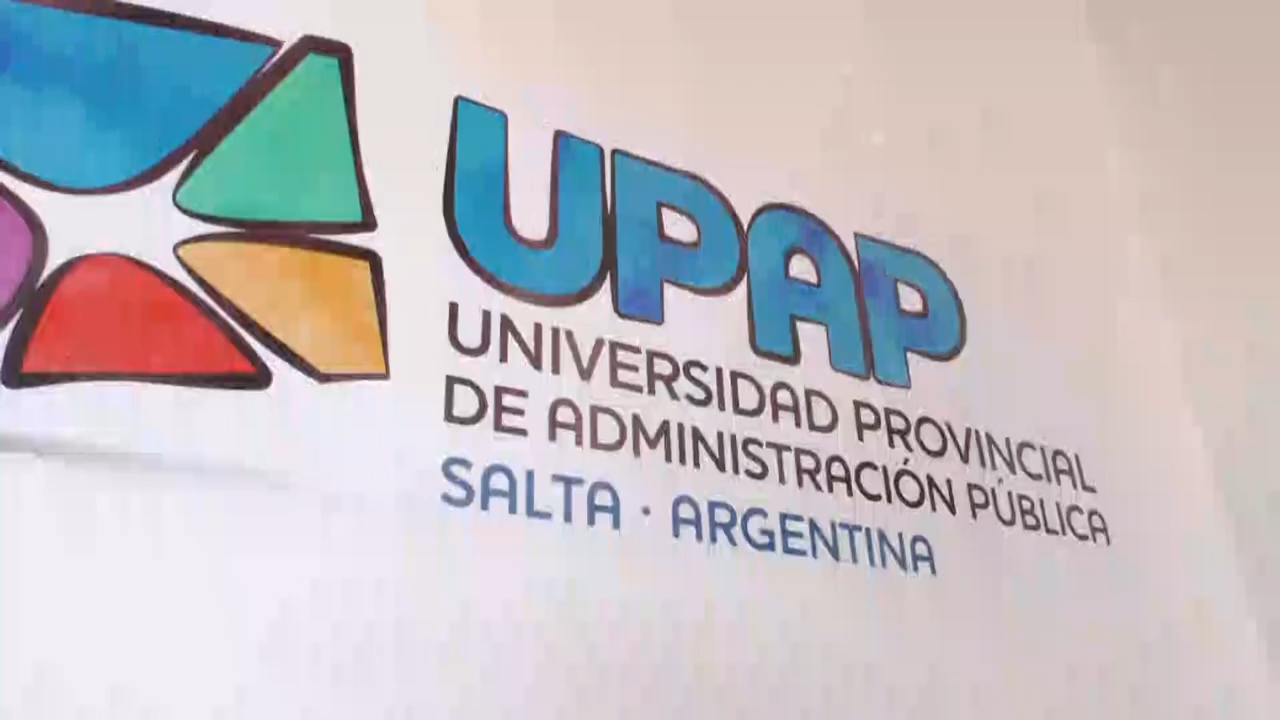 UPAP
UNIVERSIDAD PROVINCIAL
DE ADMINISTRACIÓN PÚBLICA
SALTA · ARGENTINA